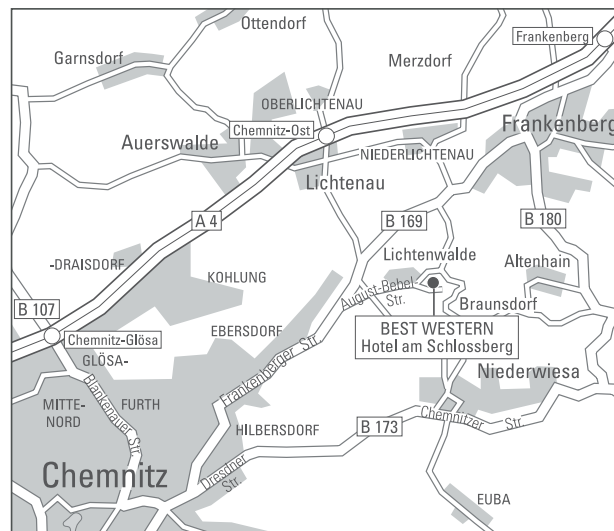 Ottendorf
Frankenberg
Garnsdorf
Merzdorf
OBERLICHTENAU
Chemnitz-Ost
Frankenberg
Auerswalde
NIEDERLICHTENAU
Lichtenau
A 4
B 169
B 180
-DRAISDORF
Lichtenwalde
KOHLUNG
Altenhain
August-Bebel-
Str.
B 107
Braunsdorf
Chemnitz-Glösa
EBERSDORF
BEST WESTERN
Hotel am Schlossberg
GLÖSA-
Frankenberger Str.
Niederwiesa
Blankenauer Str.
MITTE-
NORD
FURTH
Chemnitzer Str.
HILBERSDORF
B 173
Chemnitz
Dresdner
Str.
EUBA